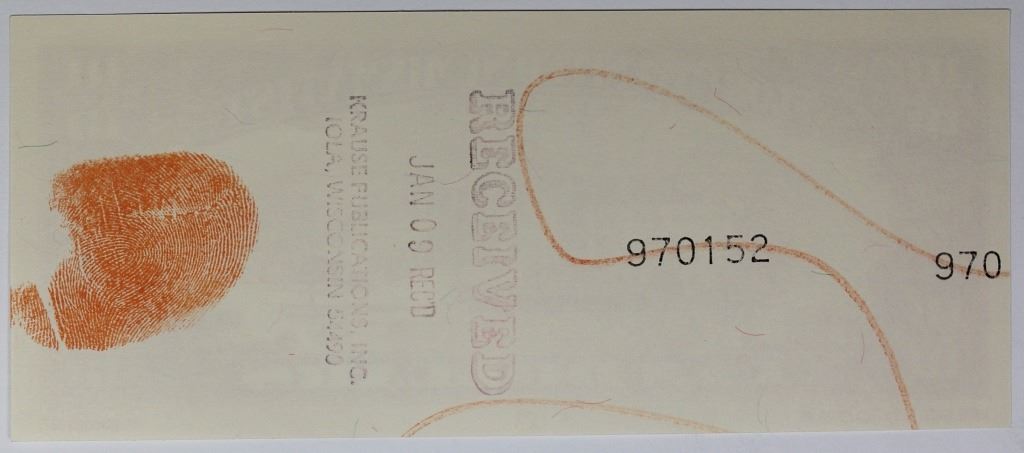 RECEIVED
JAN 09 REC'D
KRAUSE PUBLICATIONS, INC.
IOLA, WISCONSIN 54990
970152
970